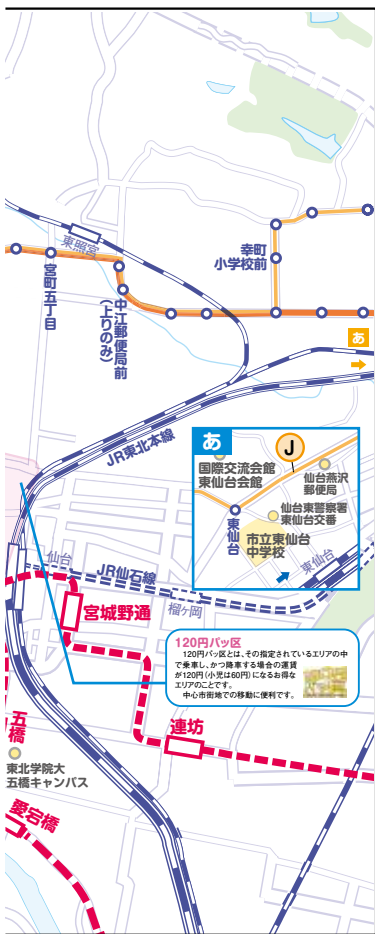 東照宮
幸町
小学校前
宮町五丁目
中江郵便局前
(上りのみ)
あ
JR東北本線
あ
J
国際交流会館
東仙台会館
仙台燕沢
郵便局
仙台東警察署
東仙台交番
東仙台
市立東仙台
中学校
東仙台
仙台
JR仙石線
榴ヶ岡
宮城野通
120円パッ区
120円パッ区とは、その指定されているエリアの中
で乗車し、かつ降車する場合の運賃
が120円(小児は60円)になるお得な
エリアのことです。
中心市街地での移動に便利です。
五橋
連坊
東北学院大
五橋キャンパス
愛宕橋